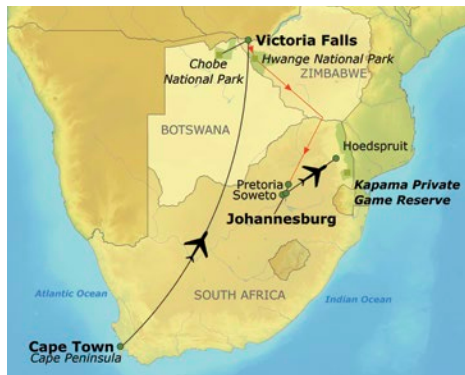 Victoria Falls
Chobe
National Park
Hwange National Park
ZIMBABWE
BOTSWANA
Hoedspruit
Pretoria
Soweto
Kapama Private
Game Reserve
Johannesburg
SOUTH AFRICA
Atlantic Ocean
Indian Ocean
Cape Town
Cape Peninsula